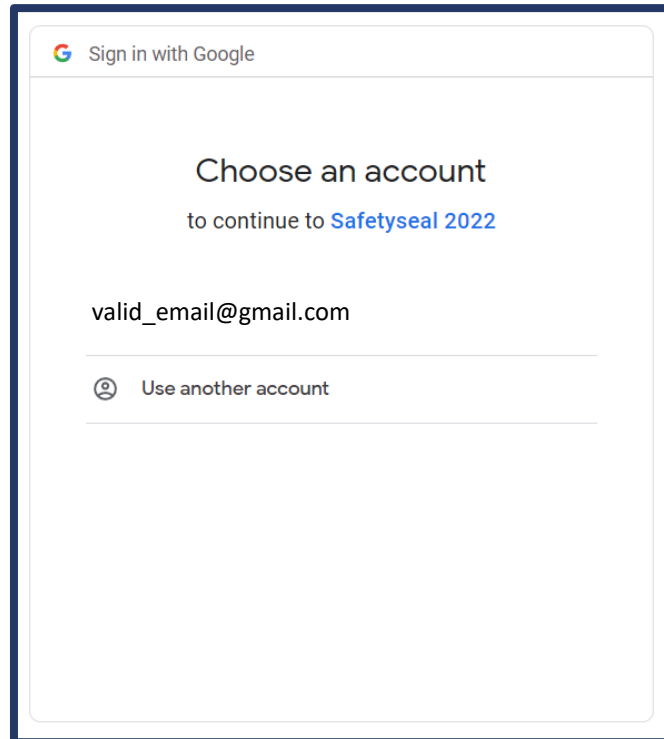 Sign in with Google
Choose an account
to continue to Safetyseal 2022
valid_email@gmail.com
Use another account